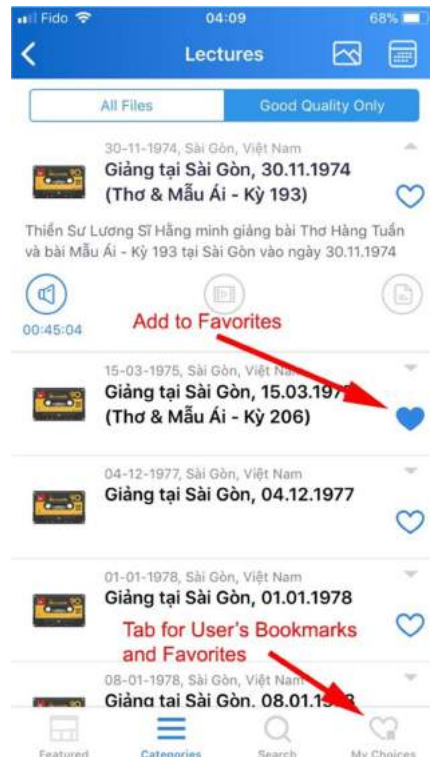 Fido 04:09 68%
Lectures
All Files Good Quality Only
30-11-1974, Sài Gòn, Việt Nam
Giảng tại Sài Gòn, 30.11.1974
(Thơ & Mẫu Ái - Kỳ 193)
Thiền Sư Lương Sĩ Hằng minh giảng bài Thơ Hàng Tuần
và bài Mẫu Ái - Kỳ 193 tại Sài Gòn vào ngày 30.11.1974
00:45:04
Add to Favorites
15-03-1975, Sài Gòn, Việt Nam
Giảng tại Sài Gòn, 15.03.197
(Thơ & Mẫu Ái - Kỳ 206)
04-12-1977, Sài Gòn, Việt Nam
Giảng tại Sài Gòn, 04.12.1977
01-01-1978, Sài Gòn, Việt Nam
Giảng tại Sài Gòn, 01.01.1978
Tab for User's Bookmarks
and Favorites
08-01-1978, Sài Gòn, Việt Nam
Giảng tại Sài Gòn, 08.01.1978
Featured Categories Search My Choices